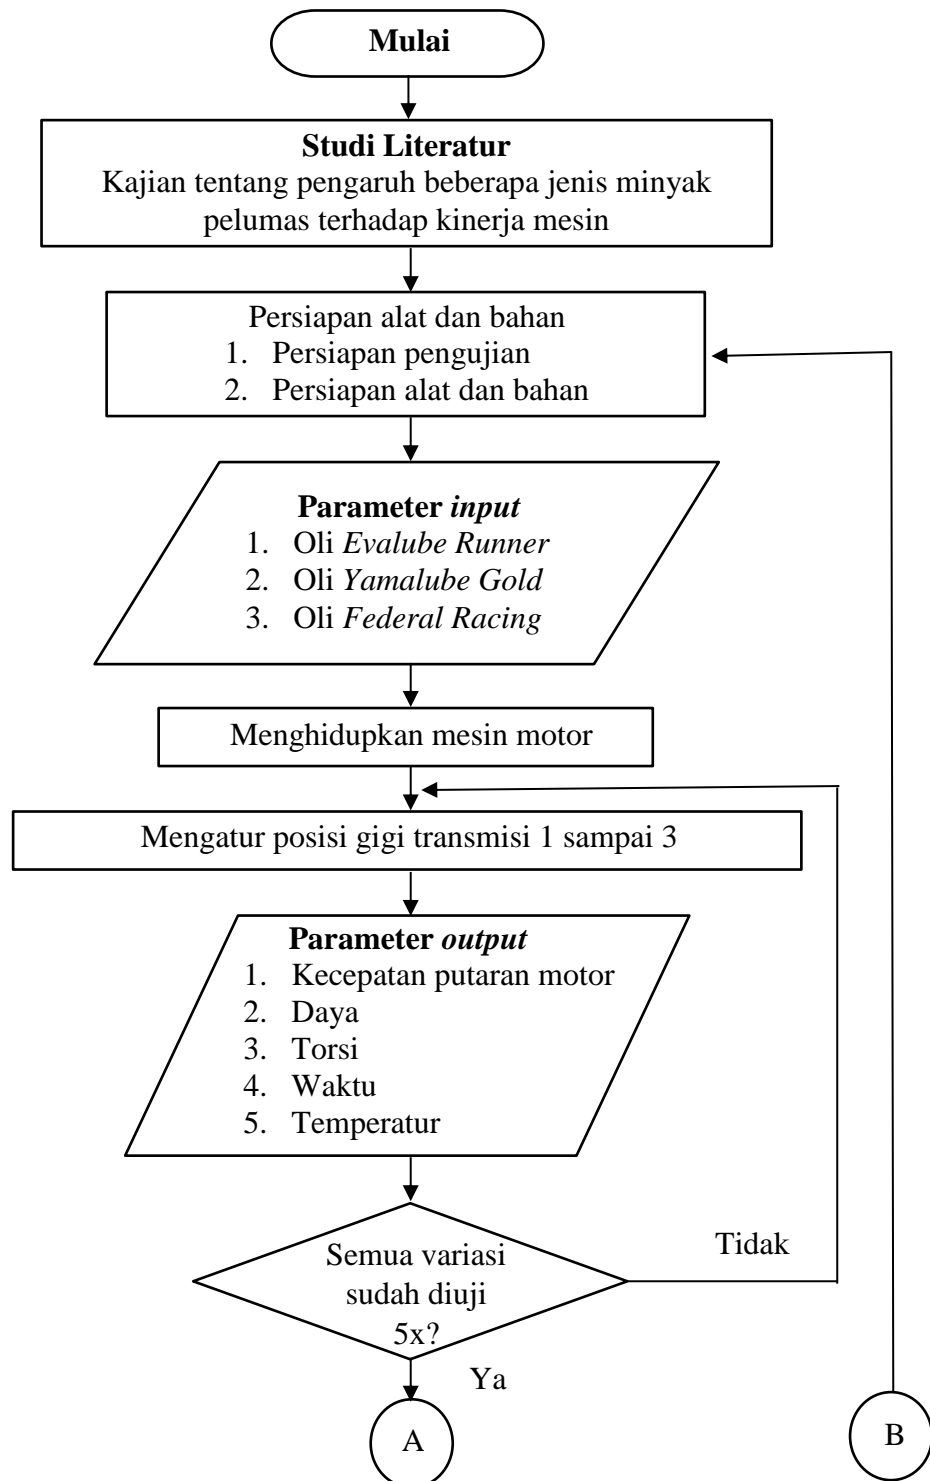 Mulai
Studi Literatur
Kajian tentang pengaruh beberapa jenis minyak
pelumas terhadap kinerja mesin
Persiapan alat dan bahan
1. Persiapan pengujian
2. Persiapan alat dan bahan
Parameter input
1. Oli Evalube Runner
2. Oli Yamalube Gold
3. Oli Federal Racing
Menghidupkan mesin motor
Mengatur posisi gigi transmisi 1 sampai 3
Parameter output
1. Kecepatan putaran motor
2. Daya
3. Torsi
4. Waktu
5. Temperatur
Semua variasi
sudah diuji
5x?
Tidak
Ya
A
B